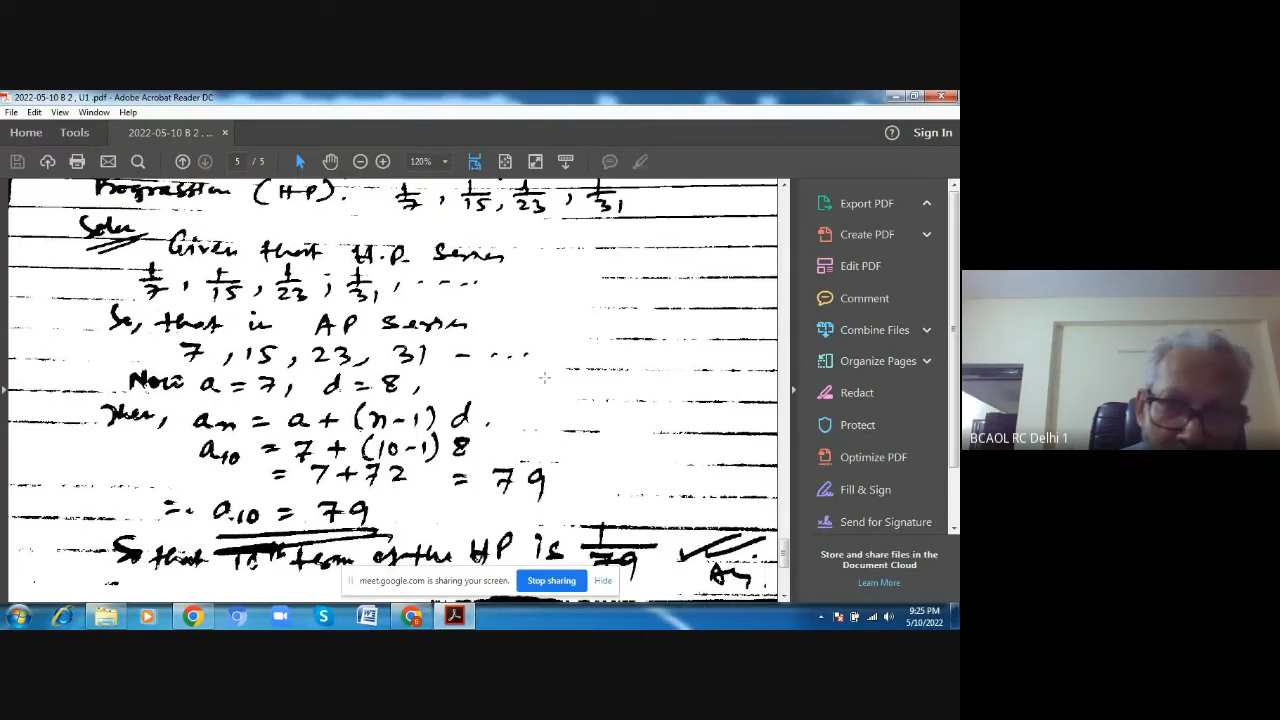 2022-05-10 B 2 , U1 .pdf - Adobe Acrobat Reader DC
File Edit View Window Help
Home Tools 2022-05-10 B 2 , ... × Sign In
5 / 5 120%
Progression (H-P). 1/7 , 1/15 , 1/23 , 1/31
Soln
Given that H.P. Series
1/7 , 1/15 , 1/23 ; 1/31 , ....
So, that is AP series
7 , 15 , 23 , 31 - ...
Now a = 7, d = 8,
Then, an = a + (n-1) d .
a10 = 7 + (10-1) 8
= 7 + 72 = 79
=. a10 = 79
So that 10th term of the HP is 1/79
Ans
Export PDF
Create PDF
Edit PDF
Comment
Combine Files
Organize Pages
Redact
Protect
Optimize PDF
Fill & Sign
Send for Signature
Store and share files in the
Document Cloud
Learn More
meet.google.com is sharing your screen. Stop sharing Hide
9:25 PM
5/10/2022
BCAOL RC Delhi 1